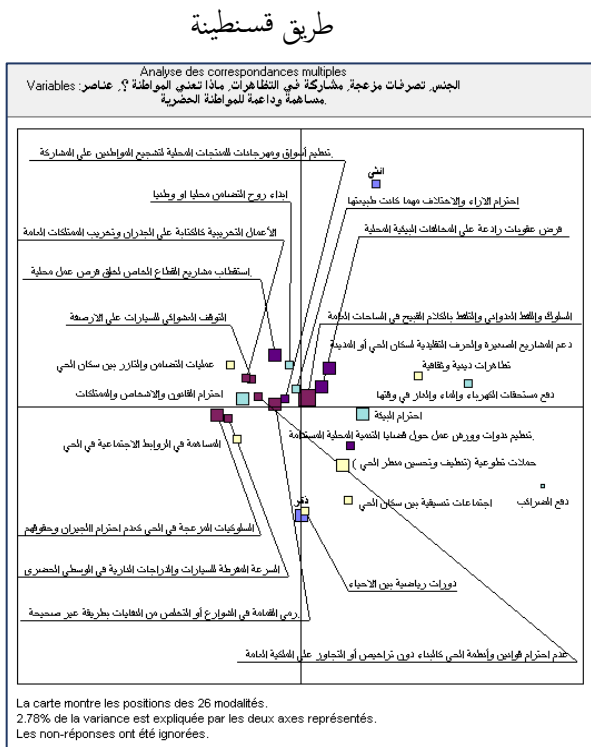 طريق قسنطينة
Analyse des correspondances multiples
Variables: الجنس, تصرفات مزعجة, مشاركة في التظاهرات, ماذا تعني المواطنة ؟, عناصر
مساهمة وداعمة للمواطنة الحضرية.
تنظيم أسواق ومهرجانات للمنتجات المحلية لتشجيع المواطنين على المشاركة.
انثي
ابداء روح التضامن محليا او وطنيا
احترام الاراء والاختلاف مهما كانت طبيعتها
الأعمال التخريبية كالكتابة على الجدران وتخريب الممتلكات العامة
فرض عقوبات رادعة على المخالفات البيئية المحلية
استقطاب مشاريع القطاع الخاص لخلق فرص عمل محلية.
التوقف العشوائي للسيارات على الارصفة
السلوك واللفظ العدواني والتلفظ بالكلام القبيح في الساحات العامة
دعم المشاريع الصغيرة والحرف التقليدية لسكان الحي أو المدينة
عمليات التضامن والتازر بين سكان الحي
تظاهرات دينية وثقافية
احترام القانون والاشخاص والممتلكات
دفع مستحقات الكهرباء والماء والغاز في وقتها
احترام البيئة
المساهمة في الروابط الاجتماعية في الحي
تنظيم ندوات وورش عمل حول قضايا التنمية المحلية المستدامة.
حملات تطوعية (تنظيف وتحسين منظر الحي )
دفع الضرائب
اجتماعات تنسيقية بين سكان الحي
ذكر
السلوكيات المزعجة في الحي كعدم احترام االجيران وحقوقهم
السرعة المفرطة للسيارات والدراجات النارية في الوسطي الحضري
دورات رياضية بين الاحياء
رمي القمامة في الشوارع أو التخلص من النفايات بطريقة غير صحيحة.
عدم احترام قوانين وأنظمة الحي كالبناء دون تراخيص أو التجاوز على الملكية العامة
La carte montre les positions des 26 modalités.
2.78% de la variance est expliquée par les deux axes représentés.
Les non-réponses ont été ignorées.